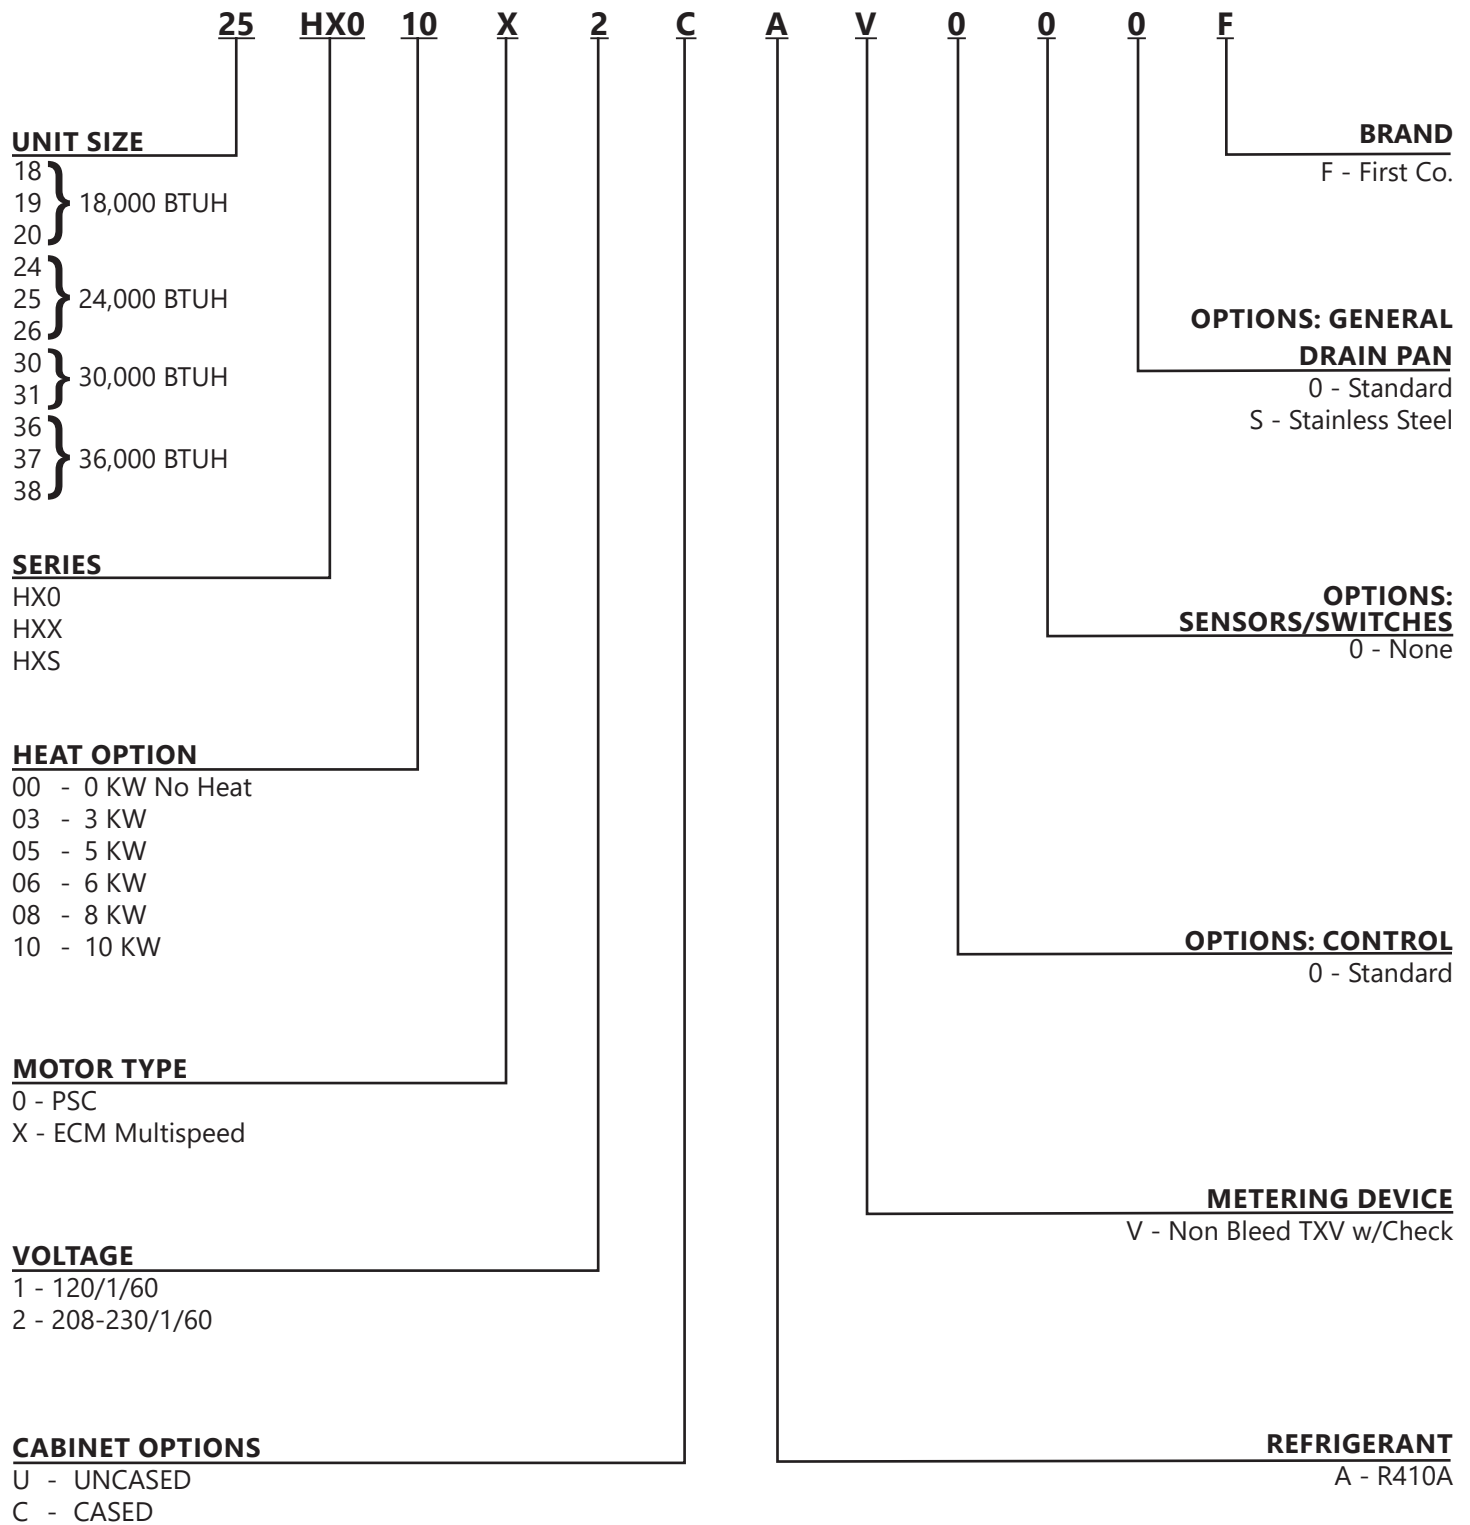 25 HX0 10 X 2 C A V 0 0 0 F
UNIT SIZE
18
19 18,000 BTUH
20
24
25 24,000 BTUH
26
30
30,000 BTUH
31
36
37 36,000 BTUH
38
SERIES
HX0
HXX
HXS
HEAT OPTION
00 - 0 KW No Heat
03 - 3 KW
05 - 5 KW
06 - 6 KW
08 - 8 KW
10 - 10 KW
MOTOR TYPE
0 - PSC
X - ECM Multispeed
VOLTAGE
1 - 120/1/60
2 - 208-230/1/60
CABINET OPTIONS
U - UNCASED
C - CASED
BRAND
F - First Co.
OPTIONS: GENERAL
DRAIN PAN
0 - Standard
S - Stainless Steel
OPTIONS:
SENSORS/SWITCHES
0 - None
OPTIONS: CONTROL
0 - Standard
METERING DEVICE
V - Non Bleed TXV w/Check
REFRIGERANT
A - R410A